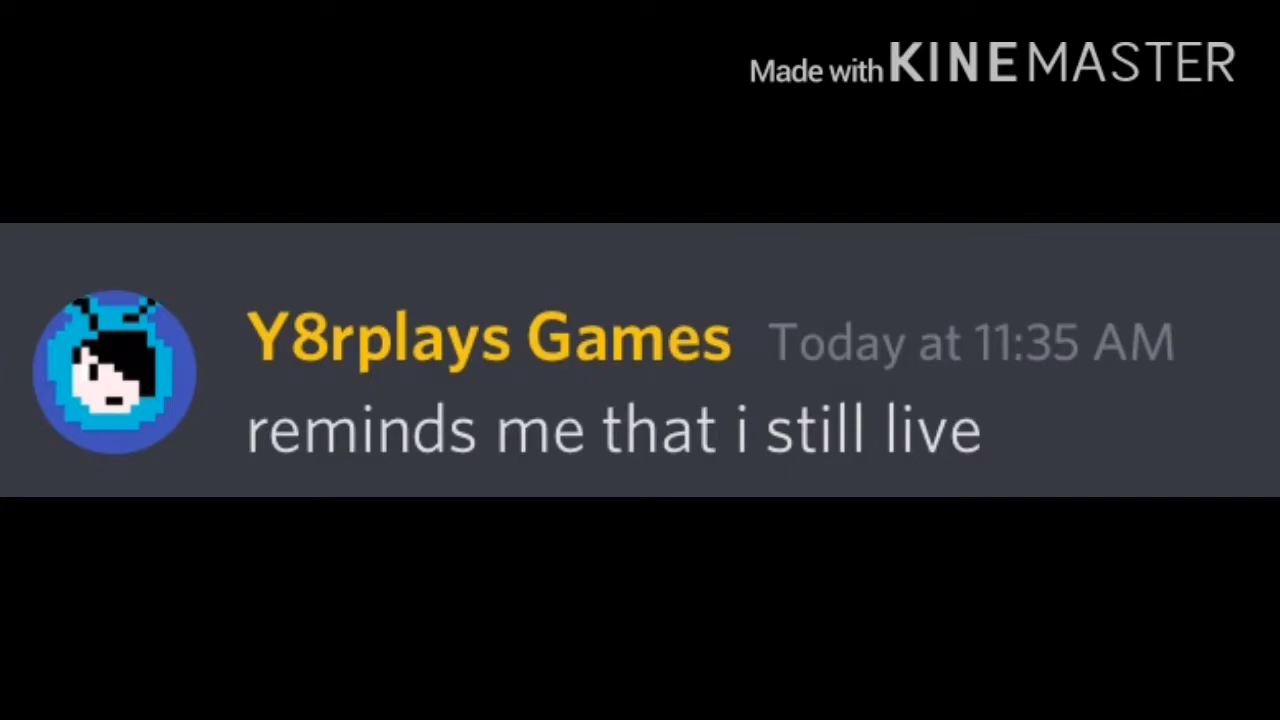 Made with KINEMASTER
Y8rplays Games Today at 11:35 AM
reminds me that i still live